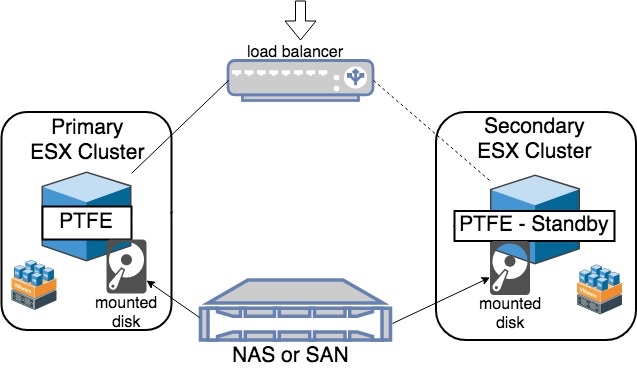 load balancer
Primary
ESX Cluster
PTFE
mounted
disk
Secondary
ESX Cluster
PTFE - Standby
mounted
disk
NAS or SAN